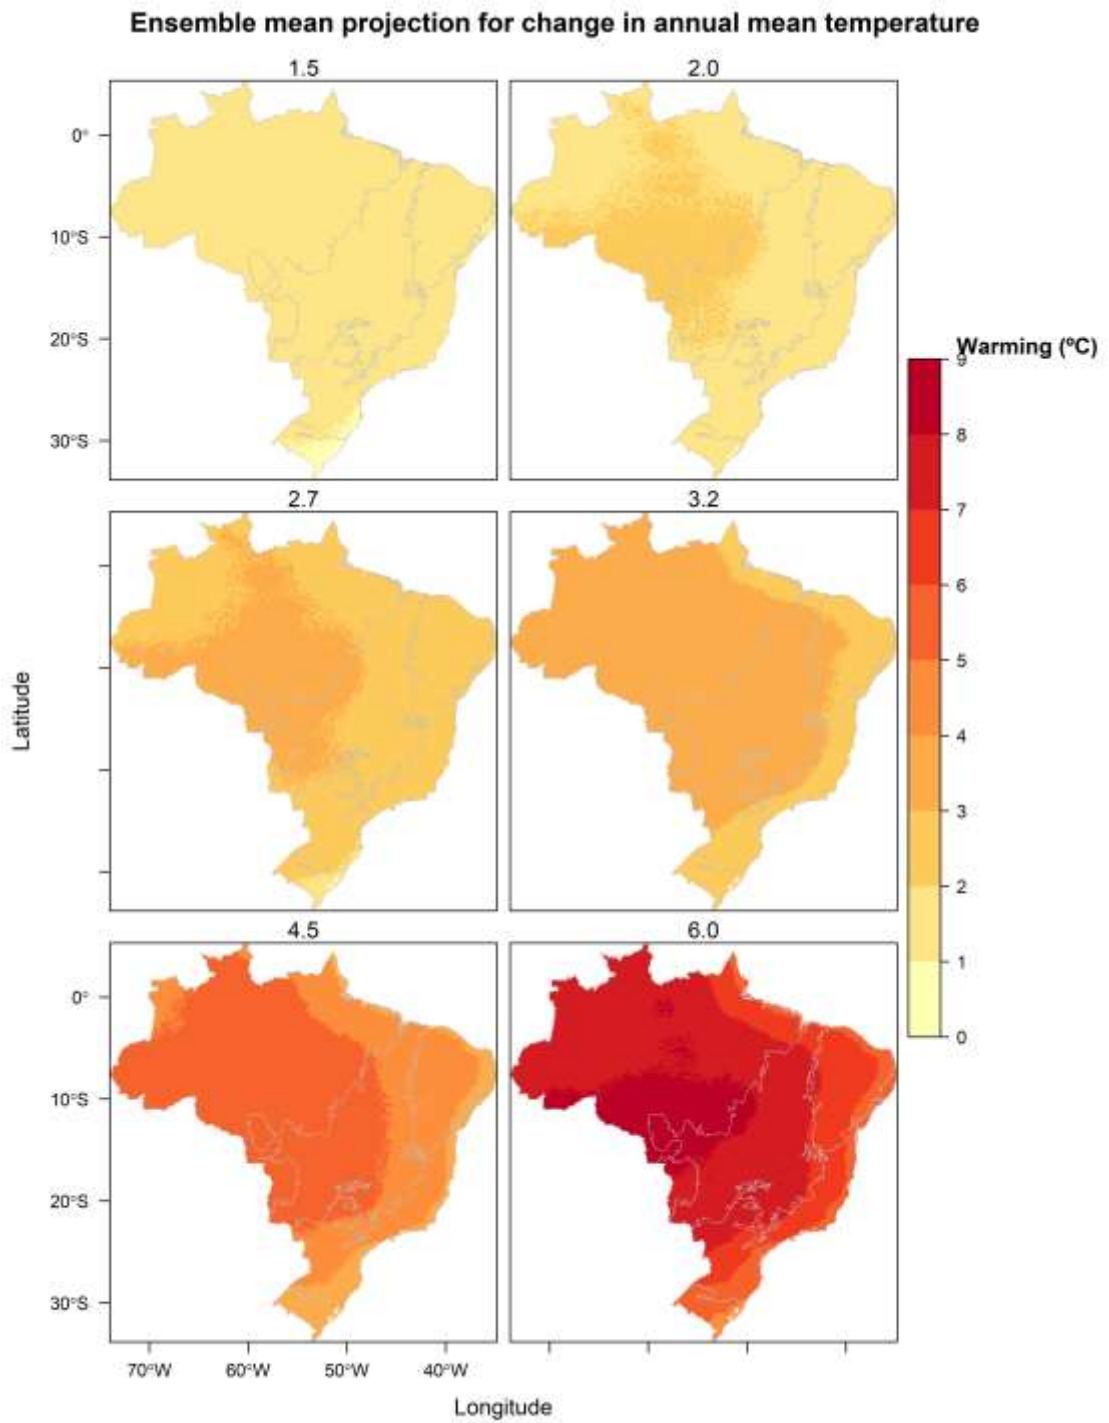 Ensemble mean projection for change in annual mean temperature
1.5
2.0
0°
10°S
20°S
30°S
Warming (ºC)
9
8
7
6
5
4
3
2
1
0
2.7
3.2
Latitude
4.5
6.0
0°
10°S
20°S
30°S
70°W
60°W
50°W
40°W
Longitude